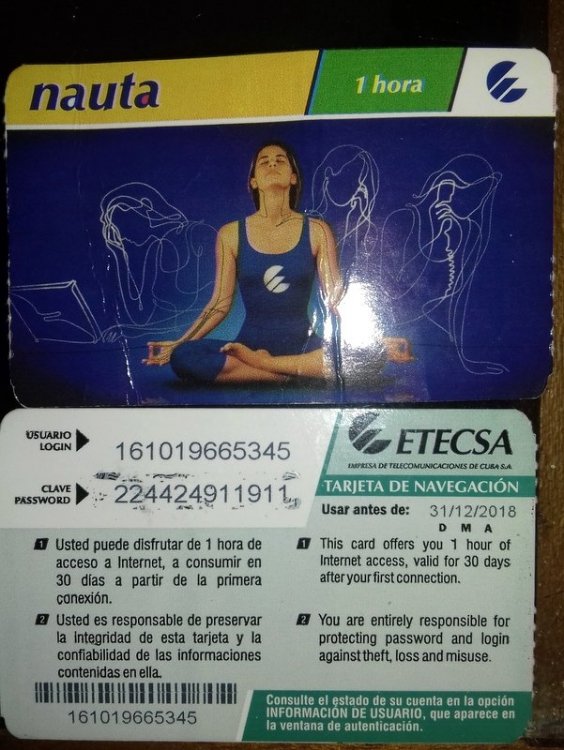 nauta
1 hora
USUARIO
LOGIN
161019665345
CLAVE
PASSWORD
224424911911
ETECSA
EMPRESA DE TELECOMUNICACIONES DE CUBA S.A.
TARJETA DE NAVEGACIÓN
Usar antes de: 31/12/2018
D M A
1 Usted puede disfrutar de 1 hora de
acceso a Internet, a consumir en
30 días a partir de la primera
conexión.
2 Usted es responsable de preservar
la integridad de esta tarjeta y la
confiabilidad de las informaciones
contenidas en ella.
1 This card offers you 1 hour of
Internet access, valid for 30 days
after your first connection.
2 You are entirely responsible for
protecting password and login
against theft, loss and misuse.
161019665345
Consulte el estado de su cuenta en la opción
INFORMACIÓN DE USUARIO, que aparece en
la ventana de autenticación.